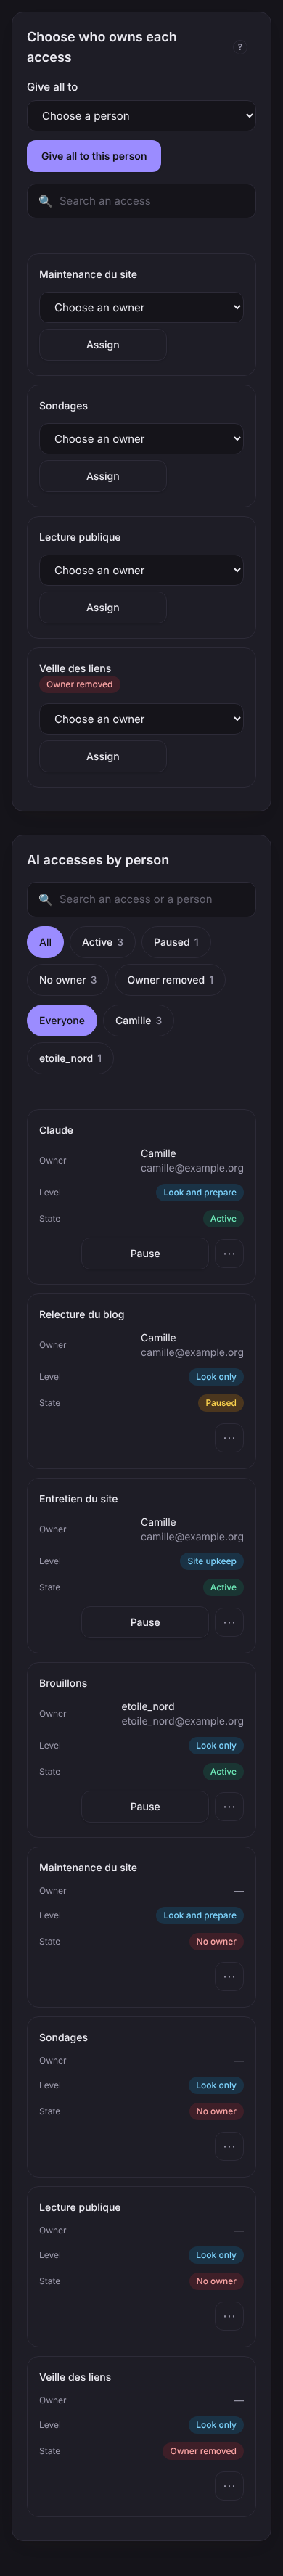 Choose who owns each
access
?
Give all to
Choose a person
Give all to this person
Search an access
Maintenance du site
Choose an owner
Assign
Sondages
Choose an owner
Assign
Lecture publique
Choose an owner
Assign
Veille des liens
Owner removed
Choose an owner
Assign
AI accesses by person
Search an access or a person
All Active 3 Paused 1
No owner 3 Owner removed 1
Everyone Camille 3
etoile_nord 1
Claude
Owner Camille
camille@example.org
Level Look and prepare
State Active
Pause ...
Relecture du blog
Owner Camille
camille@example.org
Level Look only
State Paused
...
Entretien du site
Owner Camille
camille@example.org
Level Site upkeep
State Active
Pause ...
Brouillons
Owner etoile_nord
etoile_nord@example.org
Level Look only
State Active
Pause ...
Maintenance du site
Owner —
Level Look and prepare
State No owner
...
Sondages
Owner —
Level Look only
State No owner
...
Lecture publique
Owner —
Level Look only
State No owner
...
Veille des liens
Owner —
Level Look only
State Owner removed
...